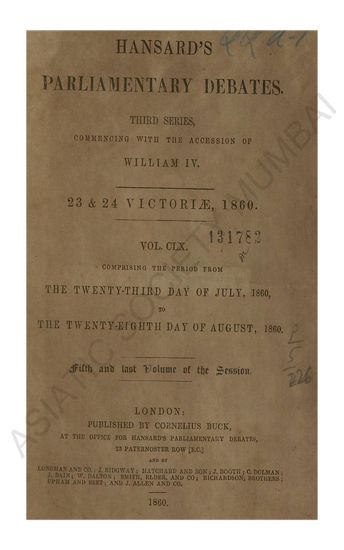 HANSARD'S
PARLIAMENTARY DEBATES.
THIRD SERIES,
COMMENCING WITH THE ACCESSION OF
WILLIAM IV.
23 & 24 VICTORIÆ, 1860.
VOL. CLX.
131782
COMPRISING THE PERIOD FROM
THE TWENTY-THIRD DAY OF JULY, 1860,
TO
THE TWENTY-EIGHTH DAY OF AUGUST, 1860.
Fifth and last Volume of the Session.
LONDON:
PUBLISHED BY CORNELIUS BUCK,
AT THE OFFICE FOR HANSARD'S PARLIAMENTARY DEBATES,
23 PATERNOSTER ROW [E.C.]
AND BY
LONGMAN AND CO.; J. RIDGWAY; HATCHARD AND SON; J. BOOTH; C. DOLMAN;
J. BAIN; W. DALTON; SMITH, ELDER, AND CO.; RICHARDSON, BROTHERS;
UPHAM AND BEET; AND J. ALLEN AND CO.
1860.
ASIATIC SOCIETY MUMBAI
226